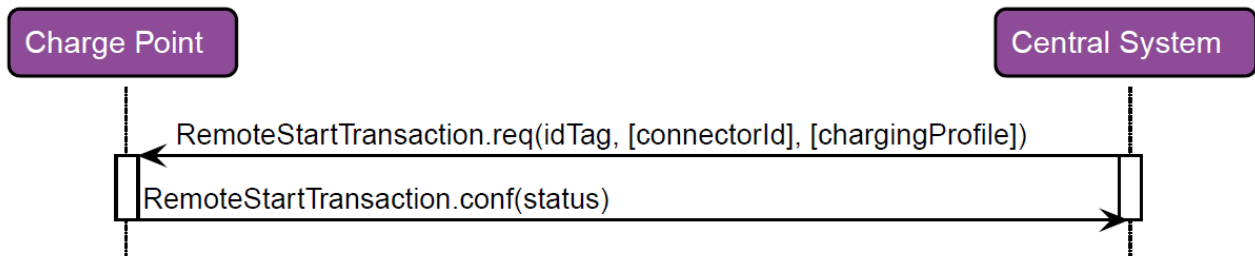 Charge Point
Central System
RemoteStartTransaction.req(idTag, [connectorId], [chargingProfile])
RemoteStartTransaction.conf(status)